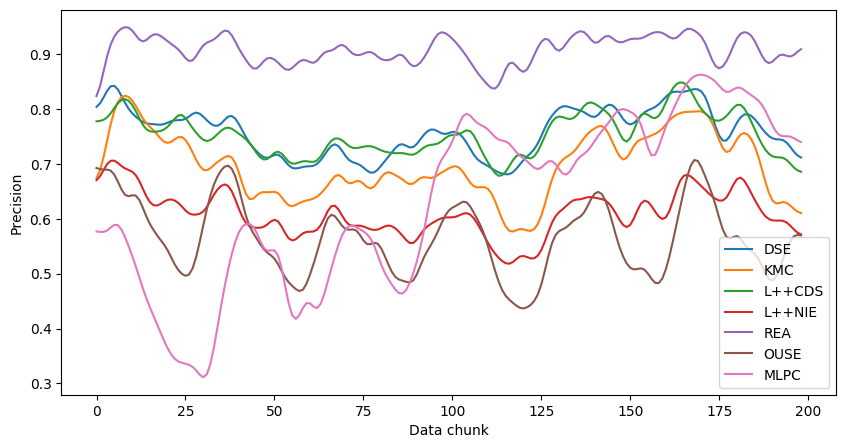 Precision
0.9
0.8
0.7
0.6
0.5
0.4
0.3
0 25 50 75 100 125 150 175 200
Data chunk
DSE
KMC
L++CDS
L++NIE
REA
OUSE
MLPC